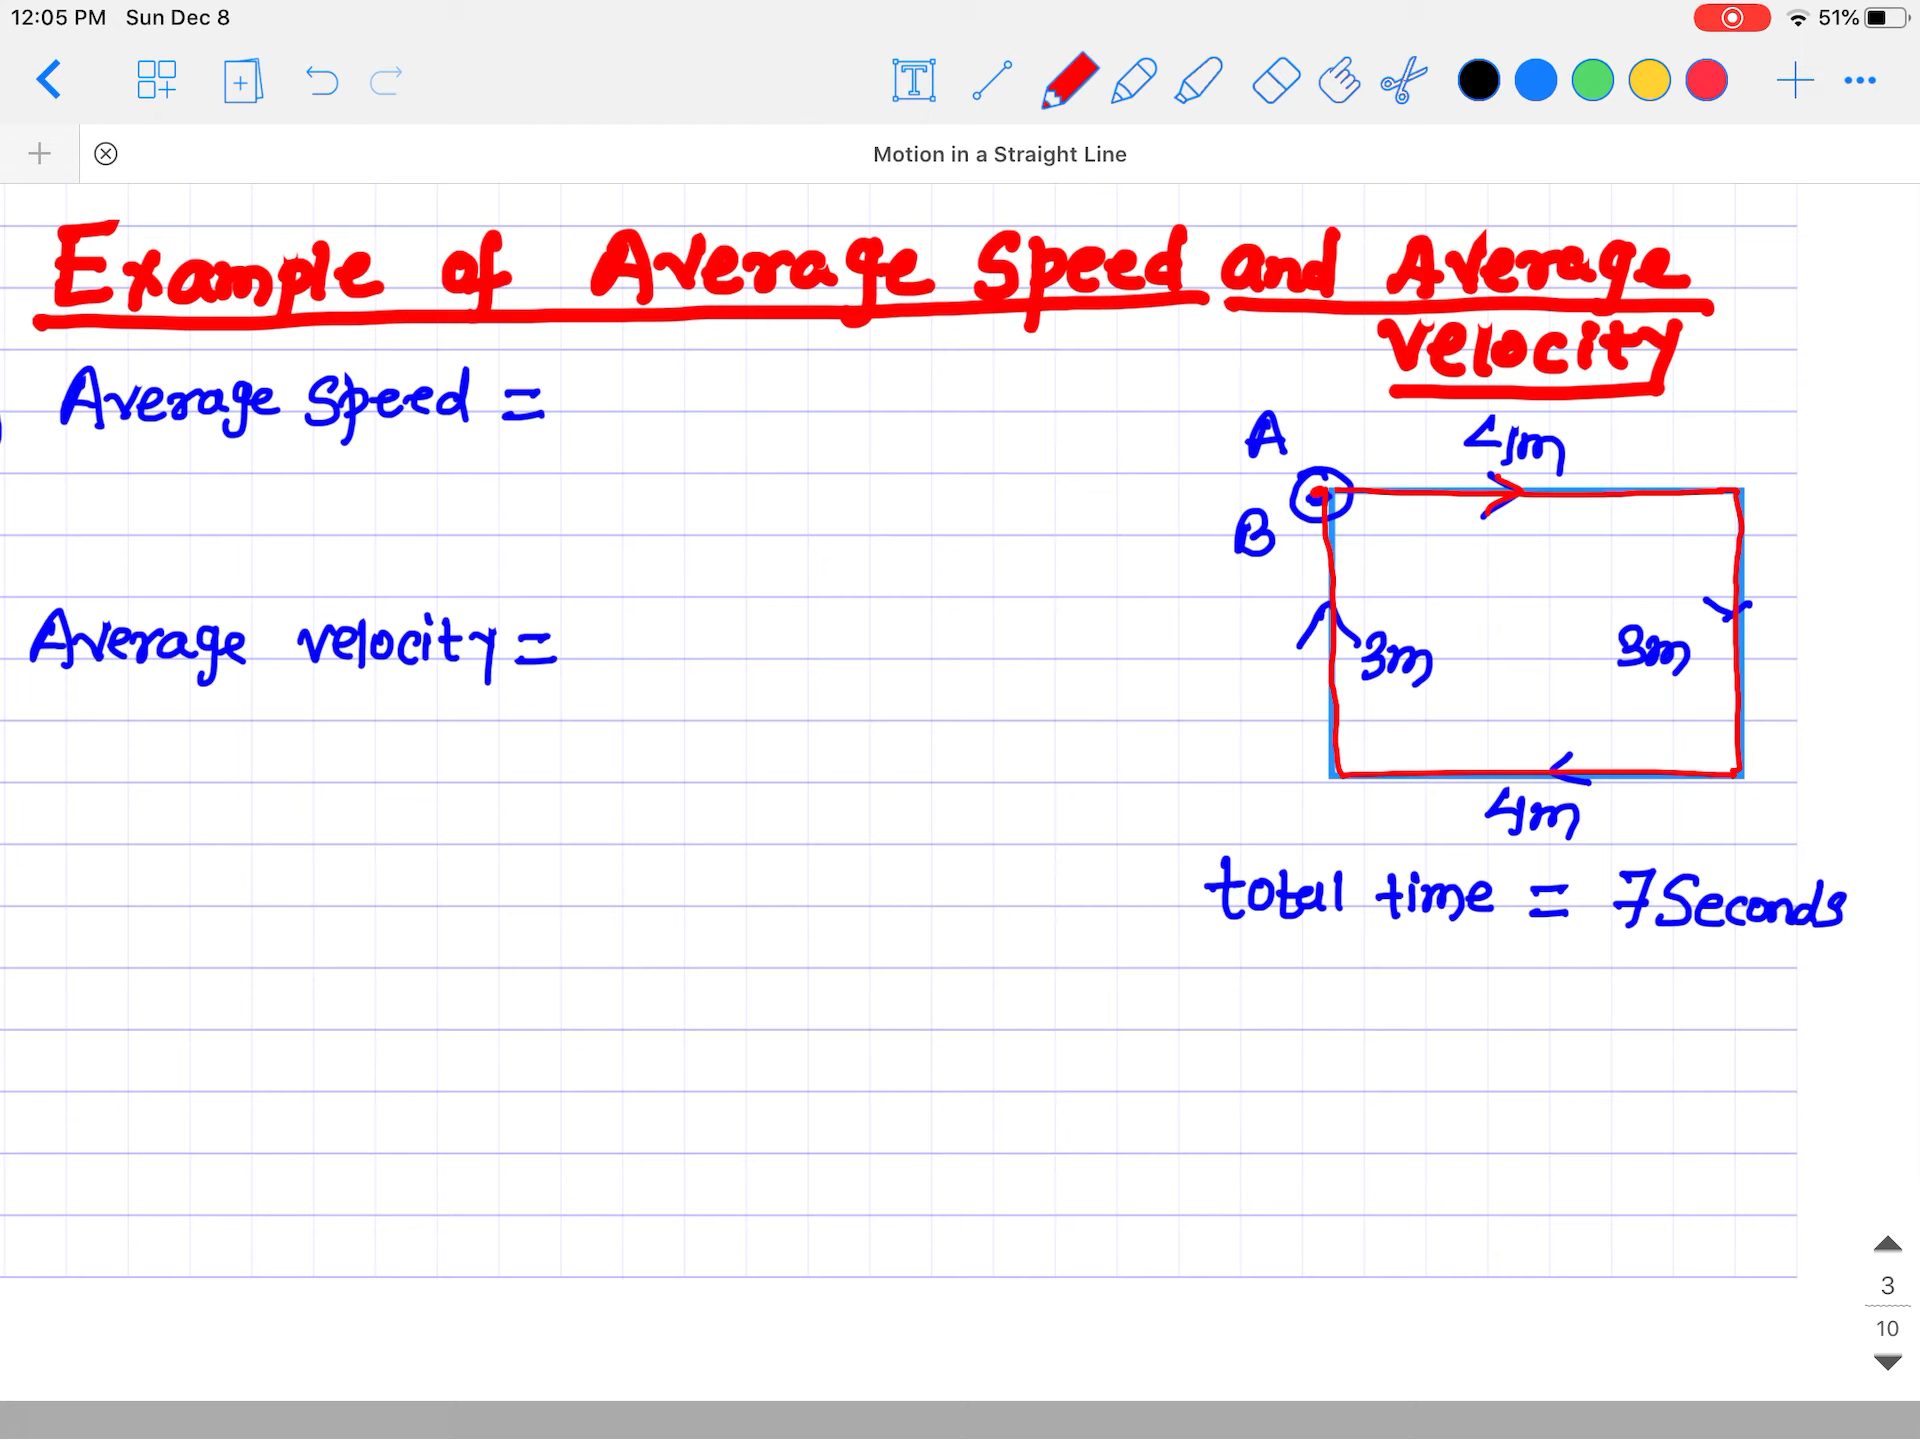 12:05 PM Sun Dec 8
51%
T
Motion in a Straight Line
Example of Average Speed and Average
velocity
Average Speed =
A
4m
B
Average velocity =
3m
3m
4m
total time = 7 Seconds
3
10